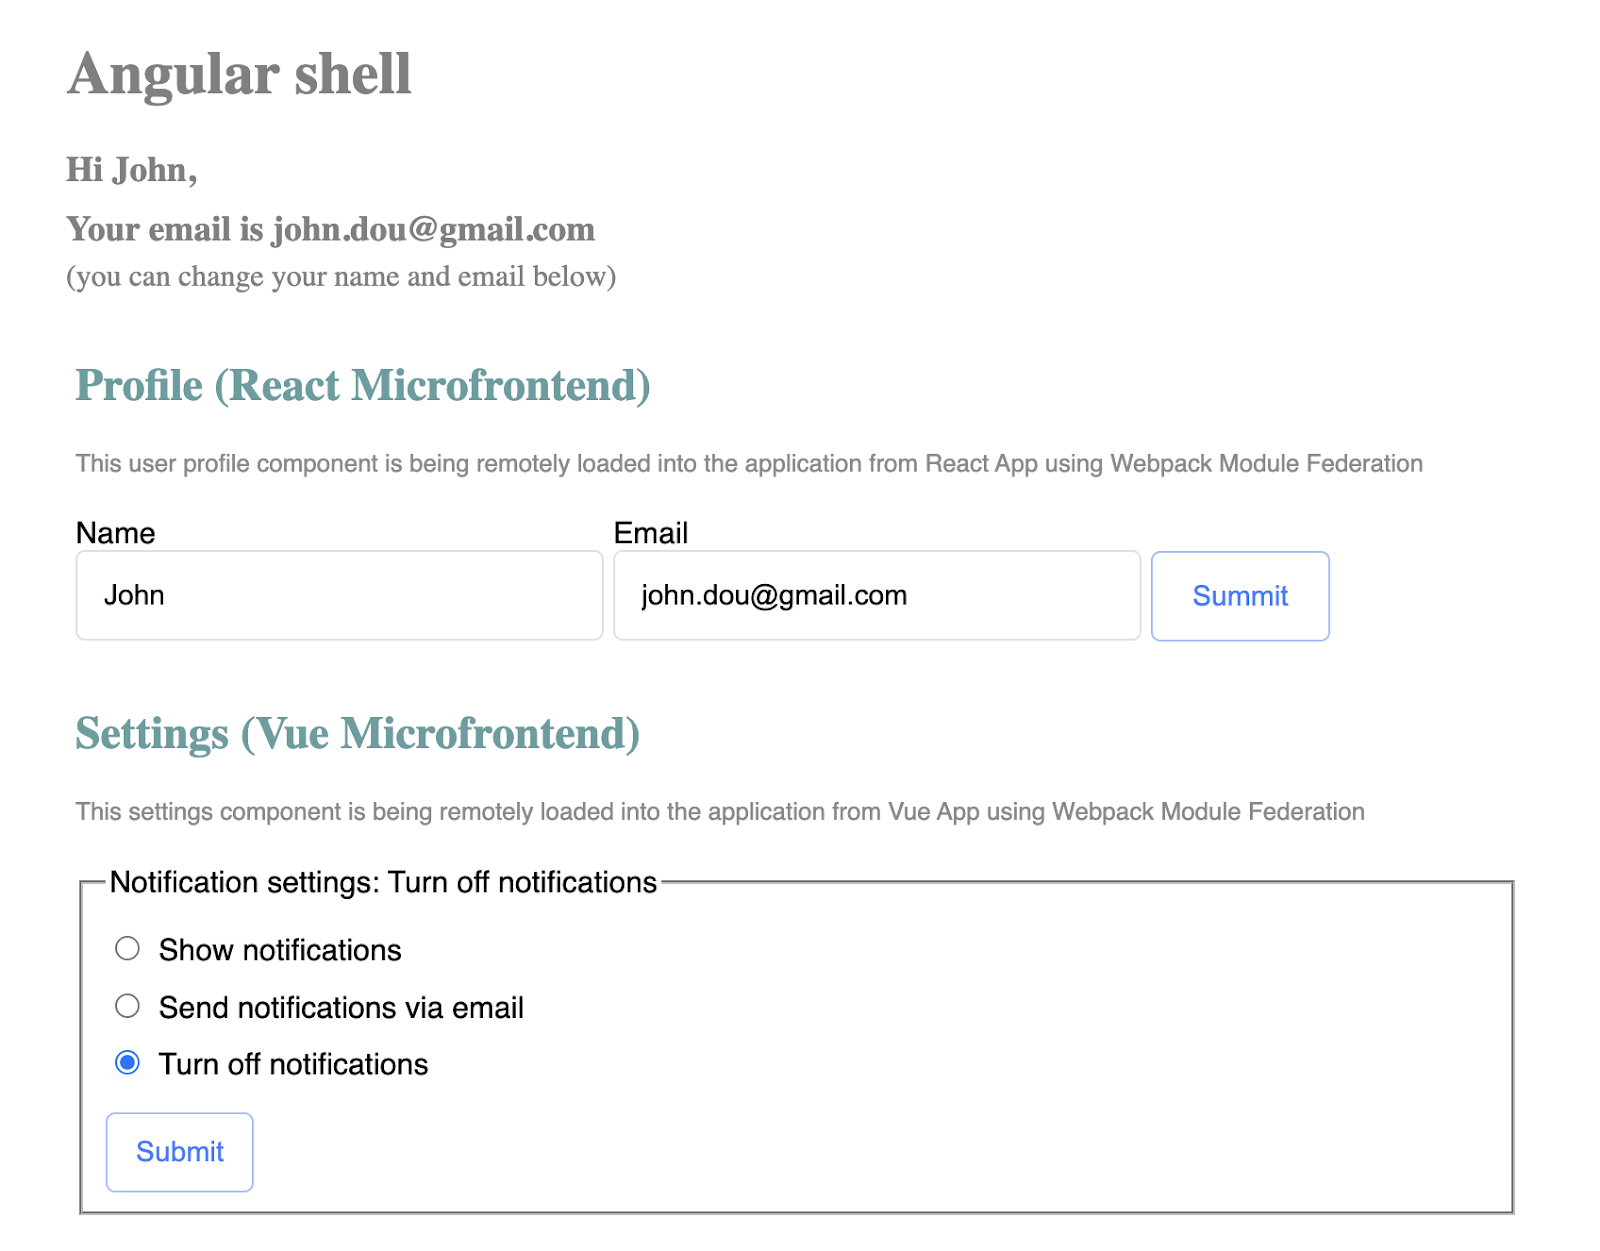 Angular shell
Hi John,
Your email is john.dou@gmail.com
(you can change your name and email below)
Profile (React Microfrontend)
This user profile component is being remotely loaded into the application from React App using Webpack Module Federation
Name Email
John john.dou@gmail.com Summit
Settings (Vue Microfrontend)
This settings component is being remotely loaded into the application from Vue App using Webpack Module Federation
Notification settings: Turn off notifications
Show notifications
Send notifications via email
Turn off notifications
Submit